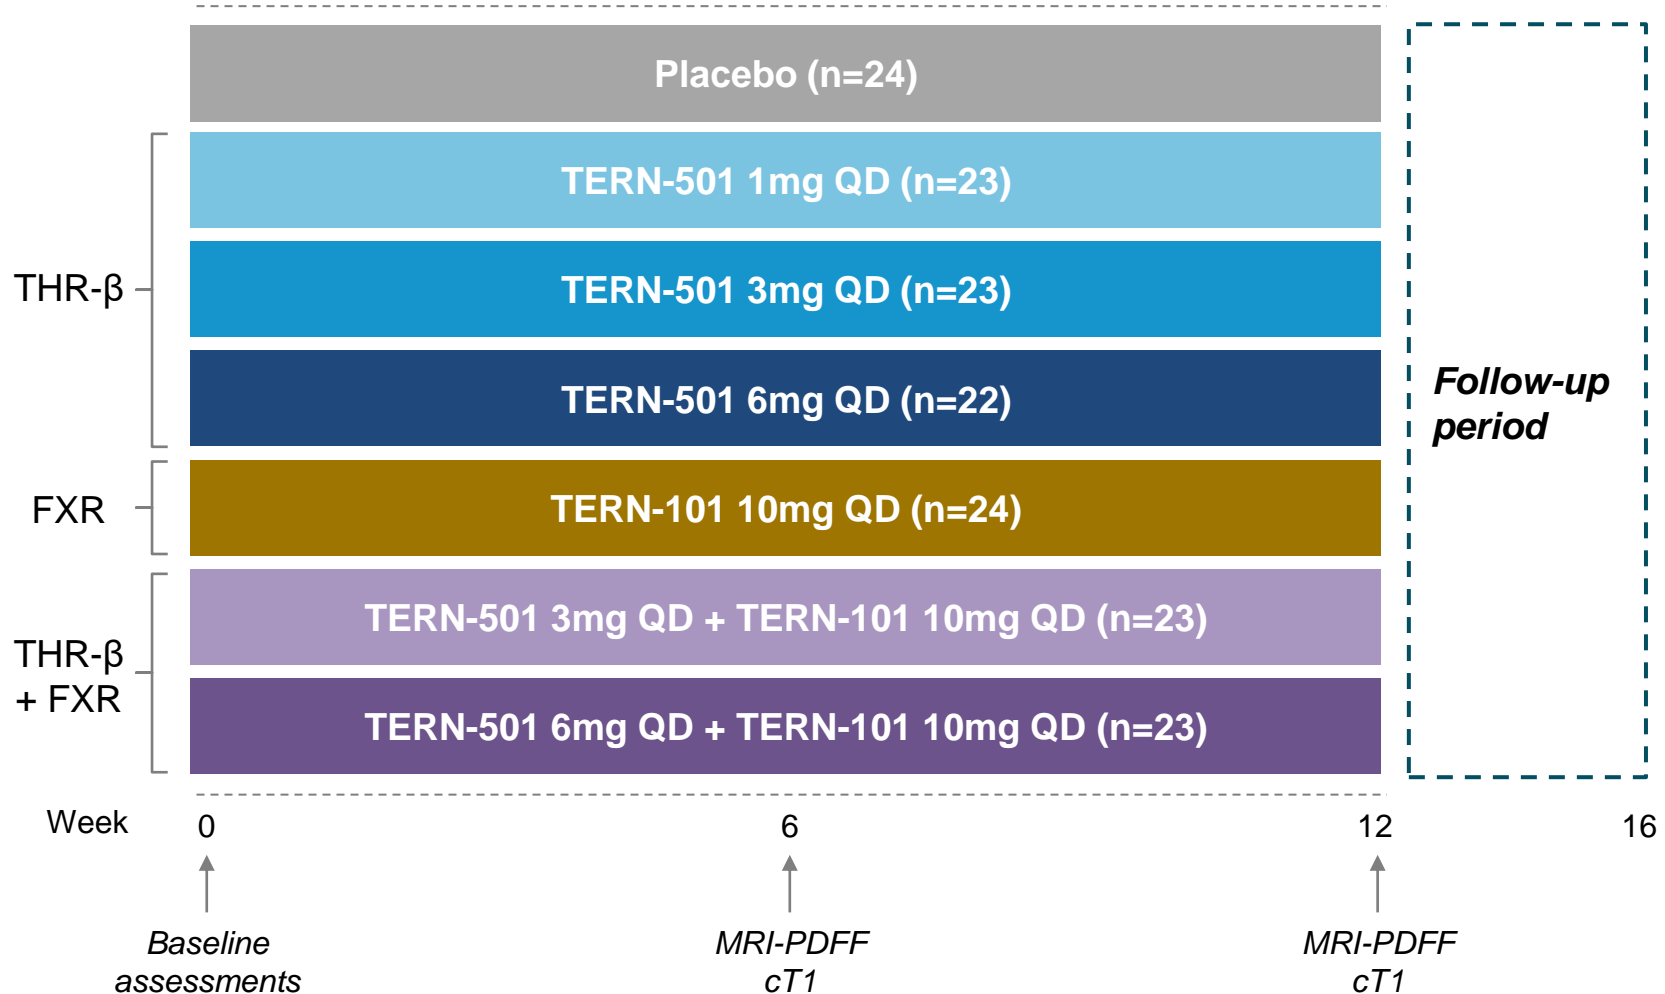 Placebo (n=24)
THR-β
TERN-501 1mg QD (n=23)
TERN-501 3mg QD (n=23)
TERN-501 6mg QD (n=22)
FXR
TERN-101 10mg QD (n=24)
THR-β
+ FXR
TERN-501 3mg QD + TERN-101 10mg QD (n=23)
TERN-501 6mg QD + TERN-101 10mg QD (n=23)
Follow-up
period
Week 0 6 12 16
Baseline
assessments
MRI-PDFF
cT1
MRI-PDFF
cT1